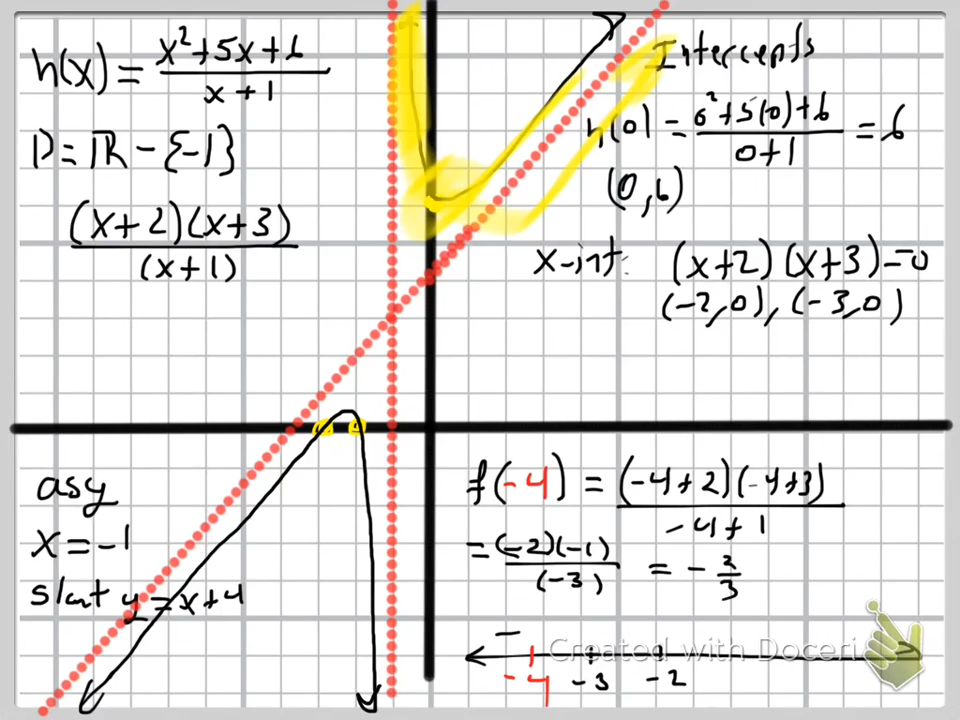 h(x) = x²+5x+6 / x+1
D = ℝ - {-1}
(x+2)(x+3) / (x+1)
Intercepts
h(0) = 0²+5(0)+6 / 0+1 = 6
(0,6)
x-int: (x+2)(x+3)=0
(-2,0), (-3,0)
asy
x = -1
slant y = x+4
f(-4) = (-4+2)(-4+3) / -4+1
= (-2)(-1) / (-3) = - 2/3
−
Created with Doceri
-4 -3 -2